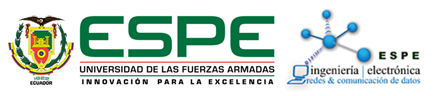 ESPE
UNIVERSIDAD DE LAS FUERZAS ARMADAS
INNOVACIÓN PARA LA EXCELENCIA
ECUADOR
ESPE
ingeniería electrónica
redes & comunicación de datos